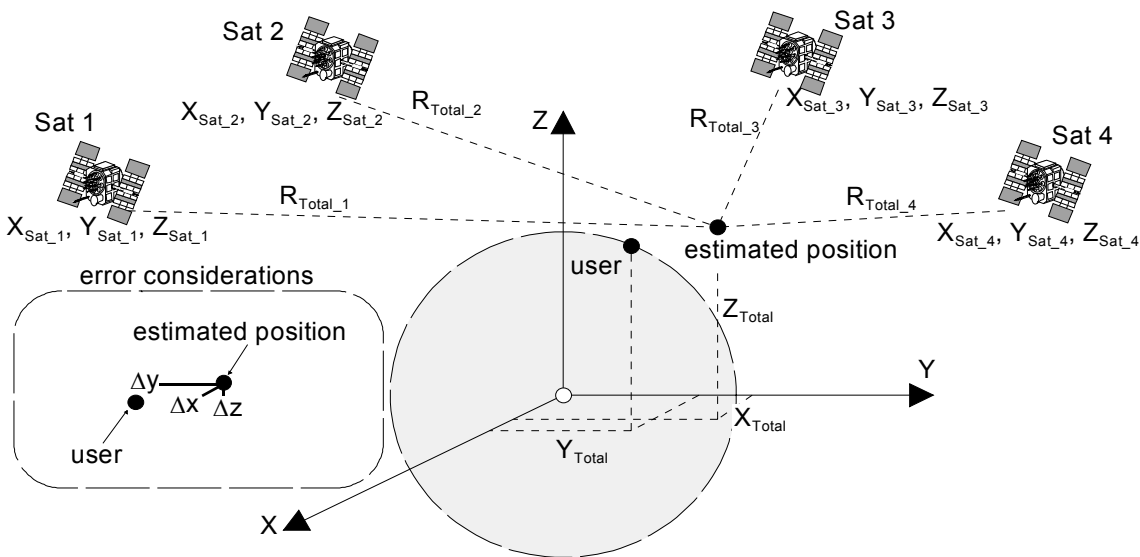 Sat 3
Sat 2
R_Total_2
X_Sat_2, Y_Sat_2, Z_Sat_2
X_Sat_3, Y_Sat_3, Z_Sat_3
Sat 1
Z
R_Total_3
Sat 4
R_Total_1
R_Total_4
X_Sat_1, Y_Sat_1, Z_Sat_1
X_Sat_4, Y_Sat_4, Z_Sat_4
estimated position
user
error considerations
Z_Total
estimated position
Y
Δy
Δx
Δz
X_Total
Y_Total
user
X